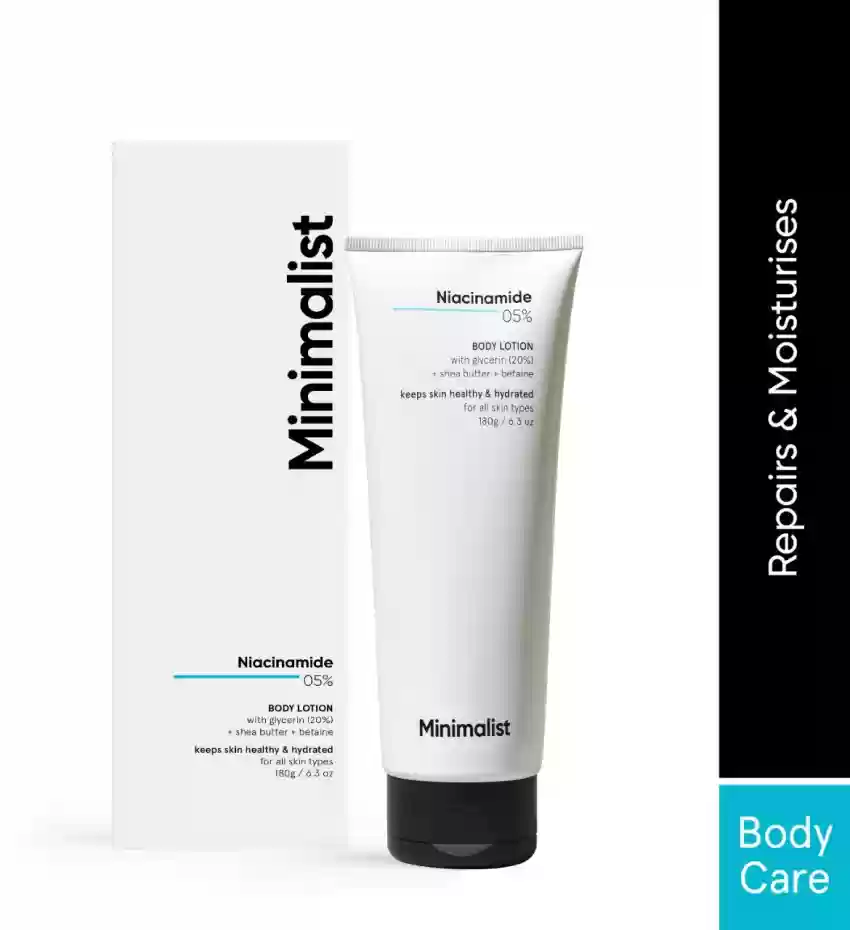 Minimalist
Niacinamide
05%
BODY LOTION
with glycerin (20%)
+ shea butter + betaine
keeps skin healthy & hydrated
for all skin types
180g / 6.3 oz
Niacinamide
05%
BODY LOTION
with glycerin (20%)
+ shea butter + betaine
keeps skin healthy & hydrated
for all skin types
180g / 6.3 oz
Minimalist
Repairs & Moisturises
Body
Care